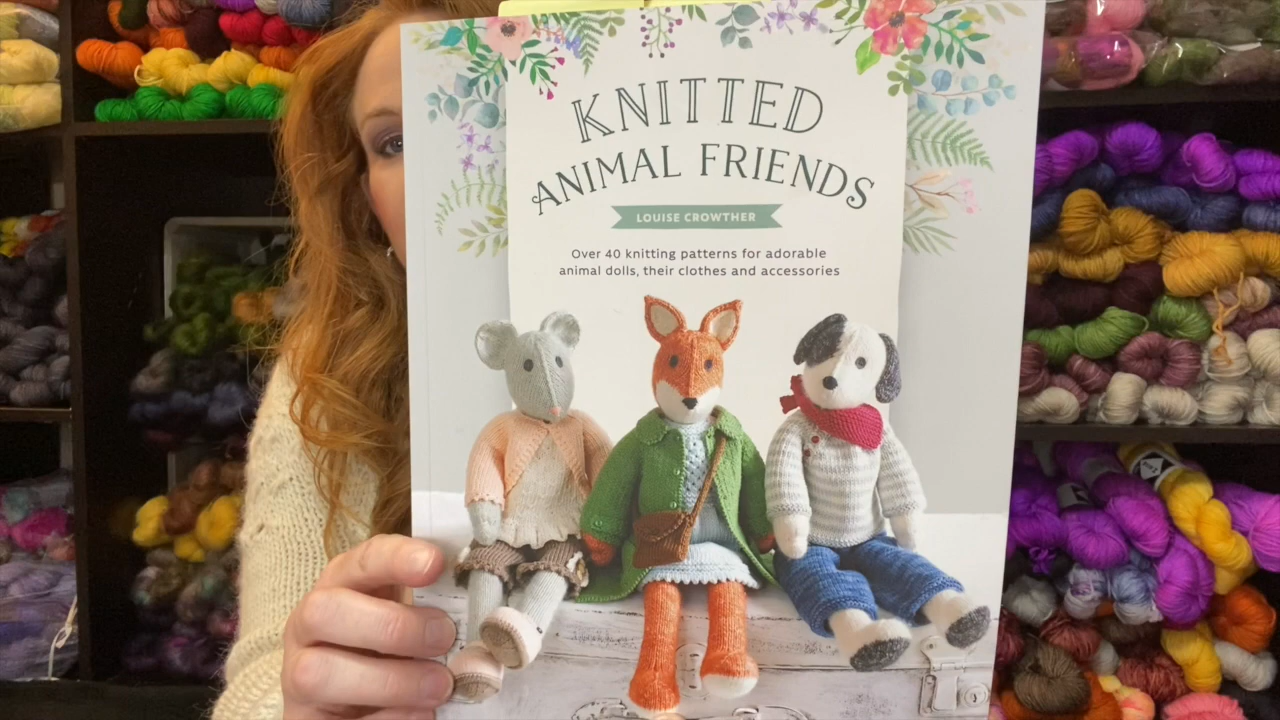 KNITTED
ANIMAL FRIENDS
LOUISE CROWTHER
Over 40 knitting patterns for adorable
animal dolls, their clothes and accessories